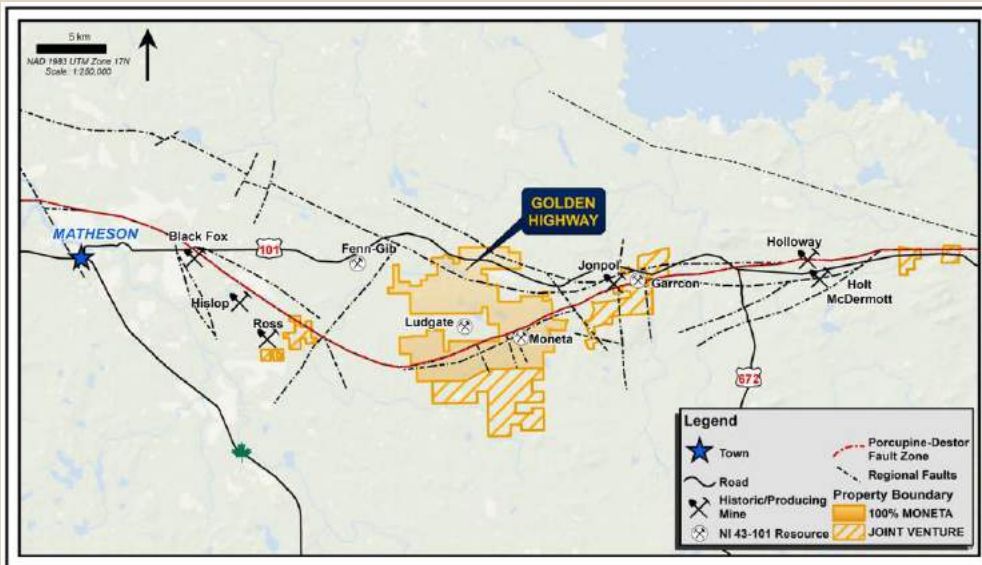 5 km
NAD 1983 UTM Zone 17N
Scale: 1:250,000
GOLDEN
HIGHWAY
MATHESON
Black Fox
101
Fenn-Gib
Holloway
Jonpol
Garrcon
Hislop
Holt
McDermott
Ross
Ludgate
Moneta
672
Legend
Town
Road
Historic/Producing
Mine
NI 43-101 Resource
Porcupine-Destor
Fault Zone
Regional Faults
Property Boundary
100% MONETA
JOINT VENTURE